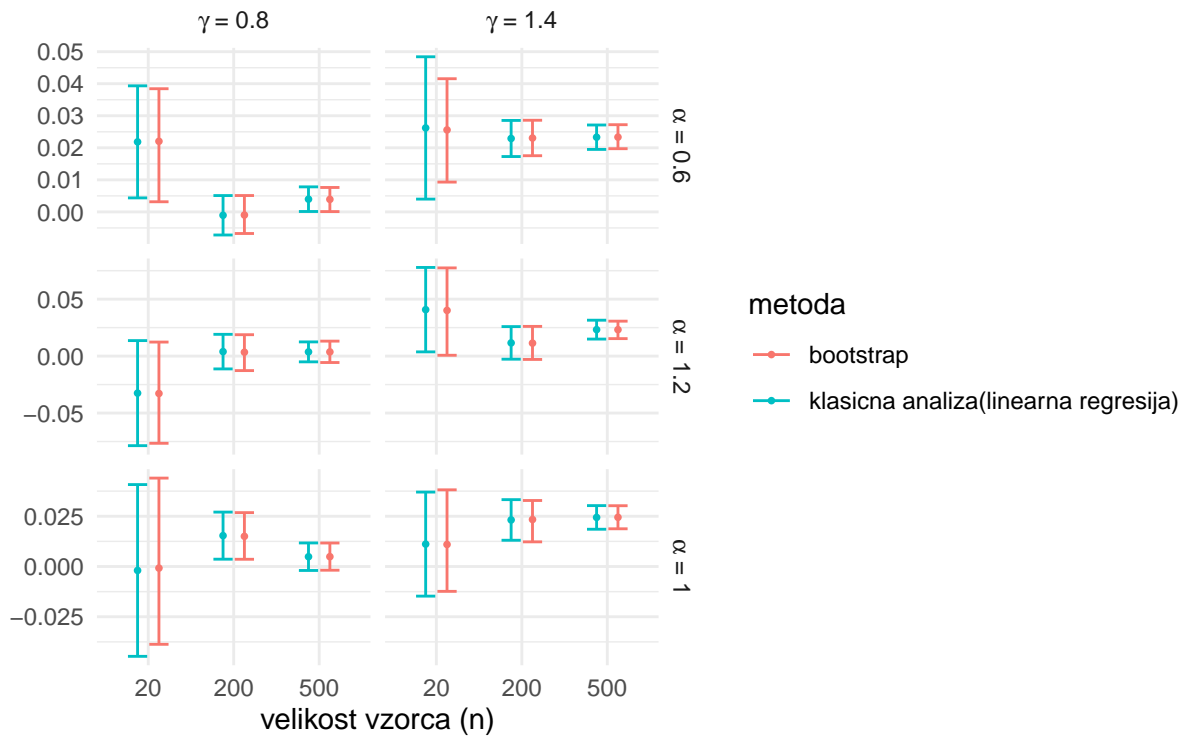 γ = 0.8
γ = 1.4
0.05
0.04
0.03
0.02
0.01
0.00
α = 0.6
0.05
0.00
−0.05
α = 1.2
0.025
0.000
−0.025
α = 1
20 200 500
20 200 500
velikost vzorca (n)
metoda
bootstrap
klasicna analiza(linearna regresija)